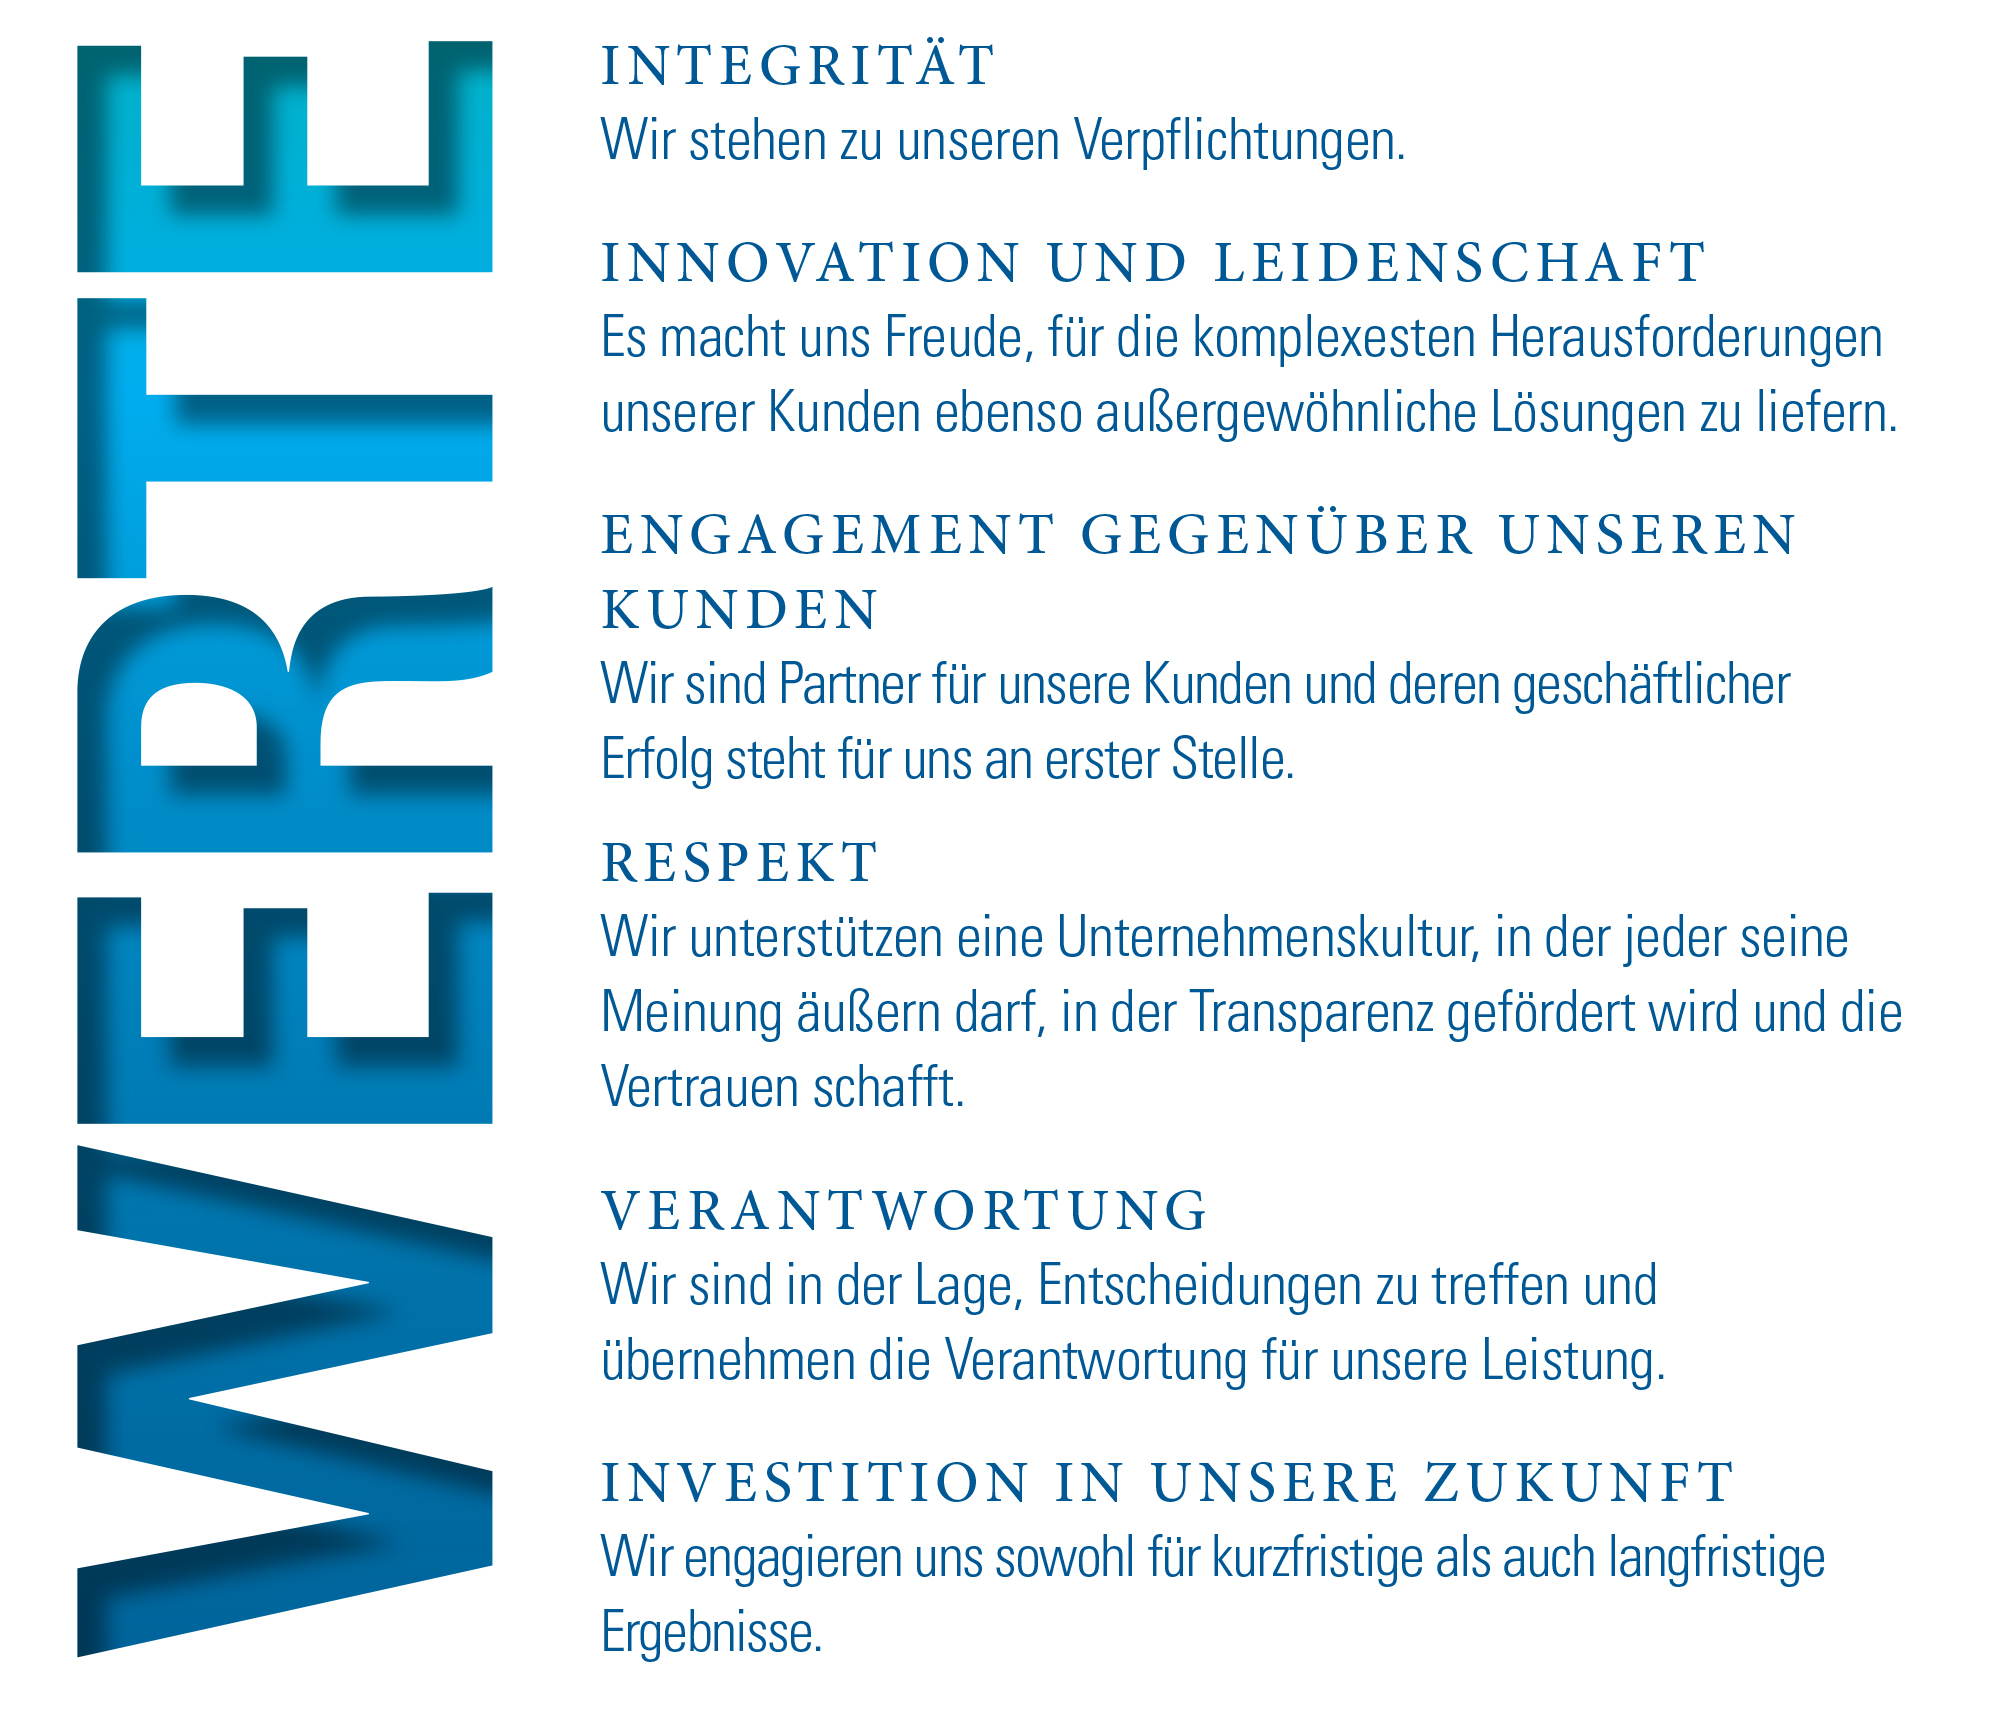 WERTE
INTEGRITÄT
Wir stehen zu unseren Verpflichtungen.
INNOVATION UND LEIDENSCHAFT
Es macht uns Freude, für die komplexesten Herausforderungen
unserer Kunden ebenso außergewöhnliche Lösungen zu liefern.
ENGAGEMENT GEGENÜBER UNSEREN
KUNDEN
Wir sind Partner für unsere Kunden und deren geschäftlicher
Erfolg steht für uns an erster Stelle.
RESPEKT
Wir unterstützen eine Unternehmenskultur, in der jeder seine
Meinung äußern darf, in der Transparenz gefördert wird und die
Vertrauen schafft.
VERANTWORTUNG
Wir sind in der Lage, Entscheidungen zu treffen und
übernehmen die Verantwortung für unsere Leistung.
INVESTITION IN UNSERE ZUKUNFT
Wir engagieren uns sowohl für kurzfristige als auch langfristige
Ergebnisse.